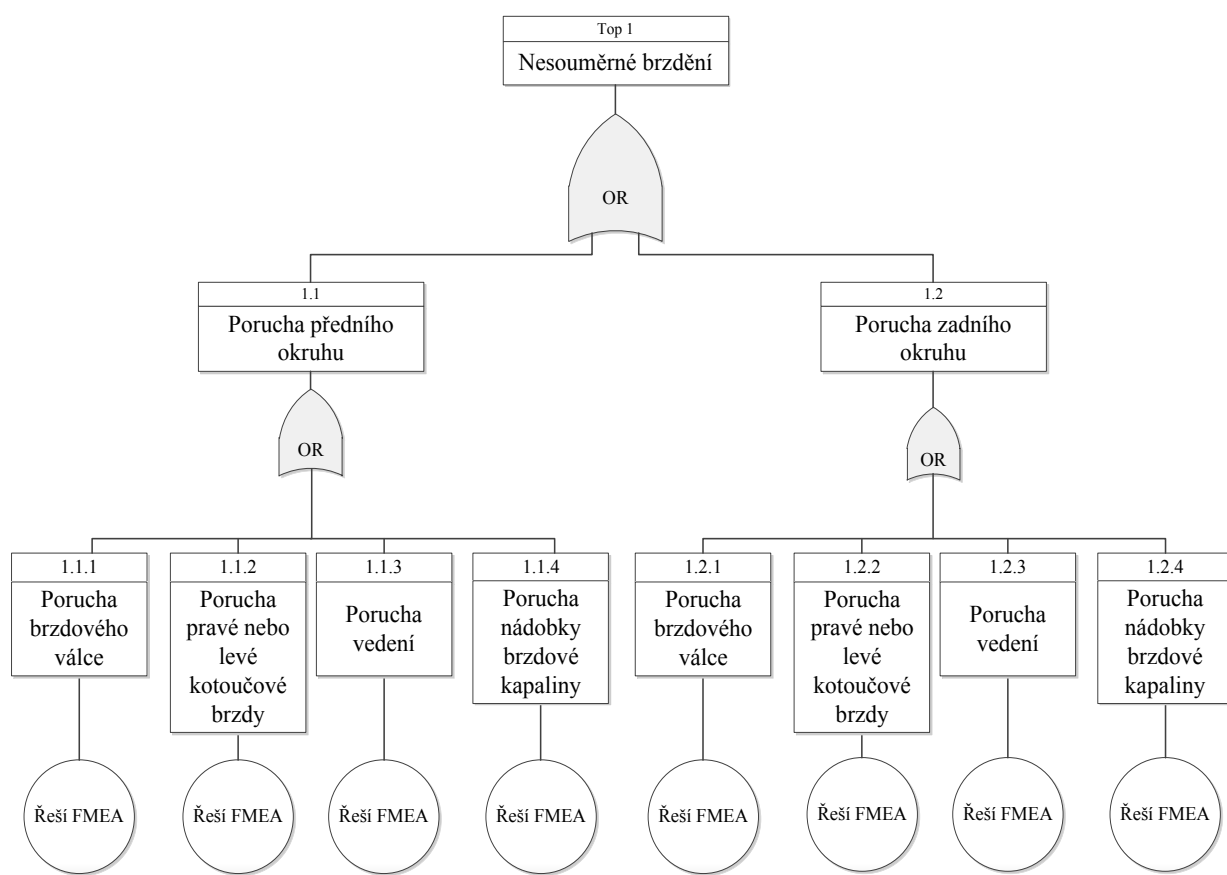 Top 1
Nesouměrné brzdění
OR
1.1
Porucha předního
okruhu
1.2
Porucha zadního
okruhu
OR
OR
1.1.1
Porucha
brzdového
válce
1.1.2
Porucha
pravé nebo
levé
kotoučové
brzdy
1.1.3
Porucha
vedení
1.1.4
Porucha
nádobky
brzdové
kapaliny
1.2.1
Porucha
brzdového
válce
1.2.2
Porucha
pravé nebo
levé
kotoučové
brzdy
1.2.3
Porucha
vedení
1.2.4
Porucha
nádobky
brzdové
kapaliny
Řeší FMEA
Řeší FMEA
Řeší FMEA
Řeší FMEA
Řeší FMEA
Řeší FMEA
Řeší FMEA
Řeší FMEA